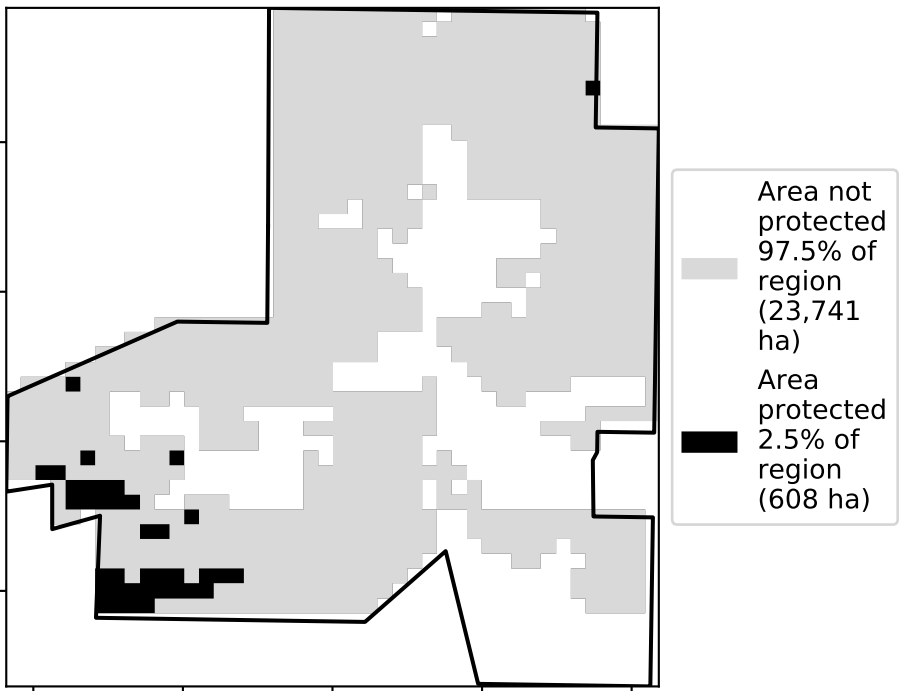 Area not
protected
97.5% of
region
(23,741
ha)
Area
protected
2.5% of
region
(608 ha)